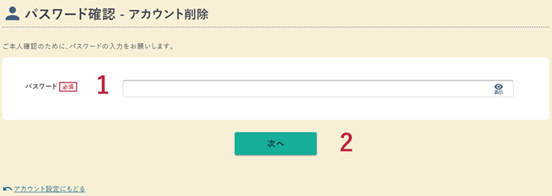 パスワード確認 - アカウント削除
ご本人確認のために、パスワードの入力をお願いします。
パスワード 必須 1 表示
次へ 2
アカウント設定にもどる